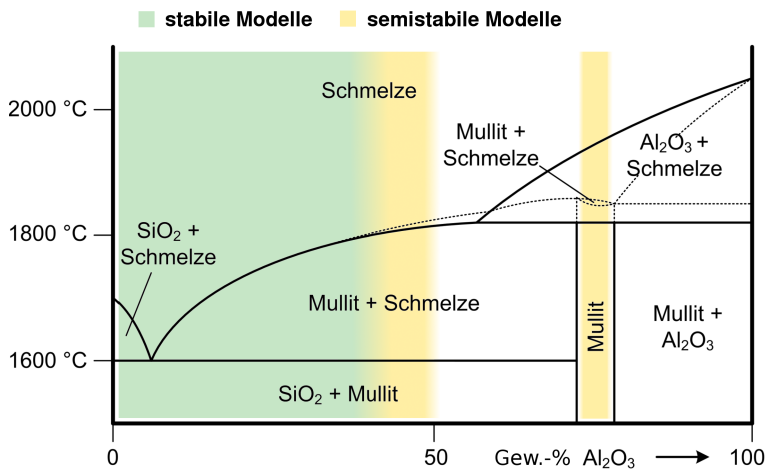 stabile Modelle
semistabile Modelle
2000 °C
Schmelze
Mullit +
Schmelze
Al₂O₃ +
Schmelze
SiO₂ +
Schmelze
1800 °C
Mullit + Schmelze
Mullit
Mullit +
Al₂O₃
1600 °C
SiO₂ + Mullit
0
50
Gew.-% Al₂O₃
100